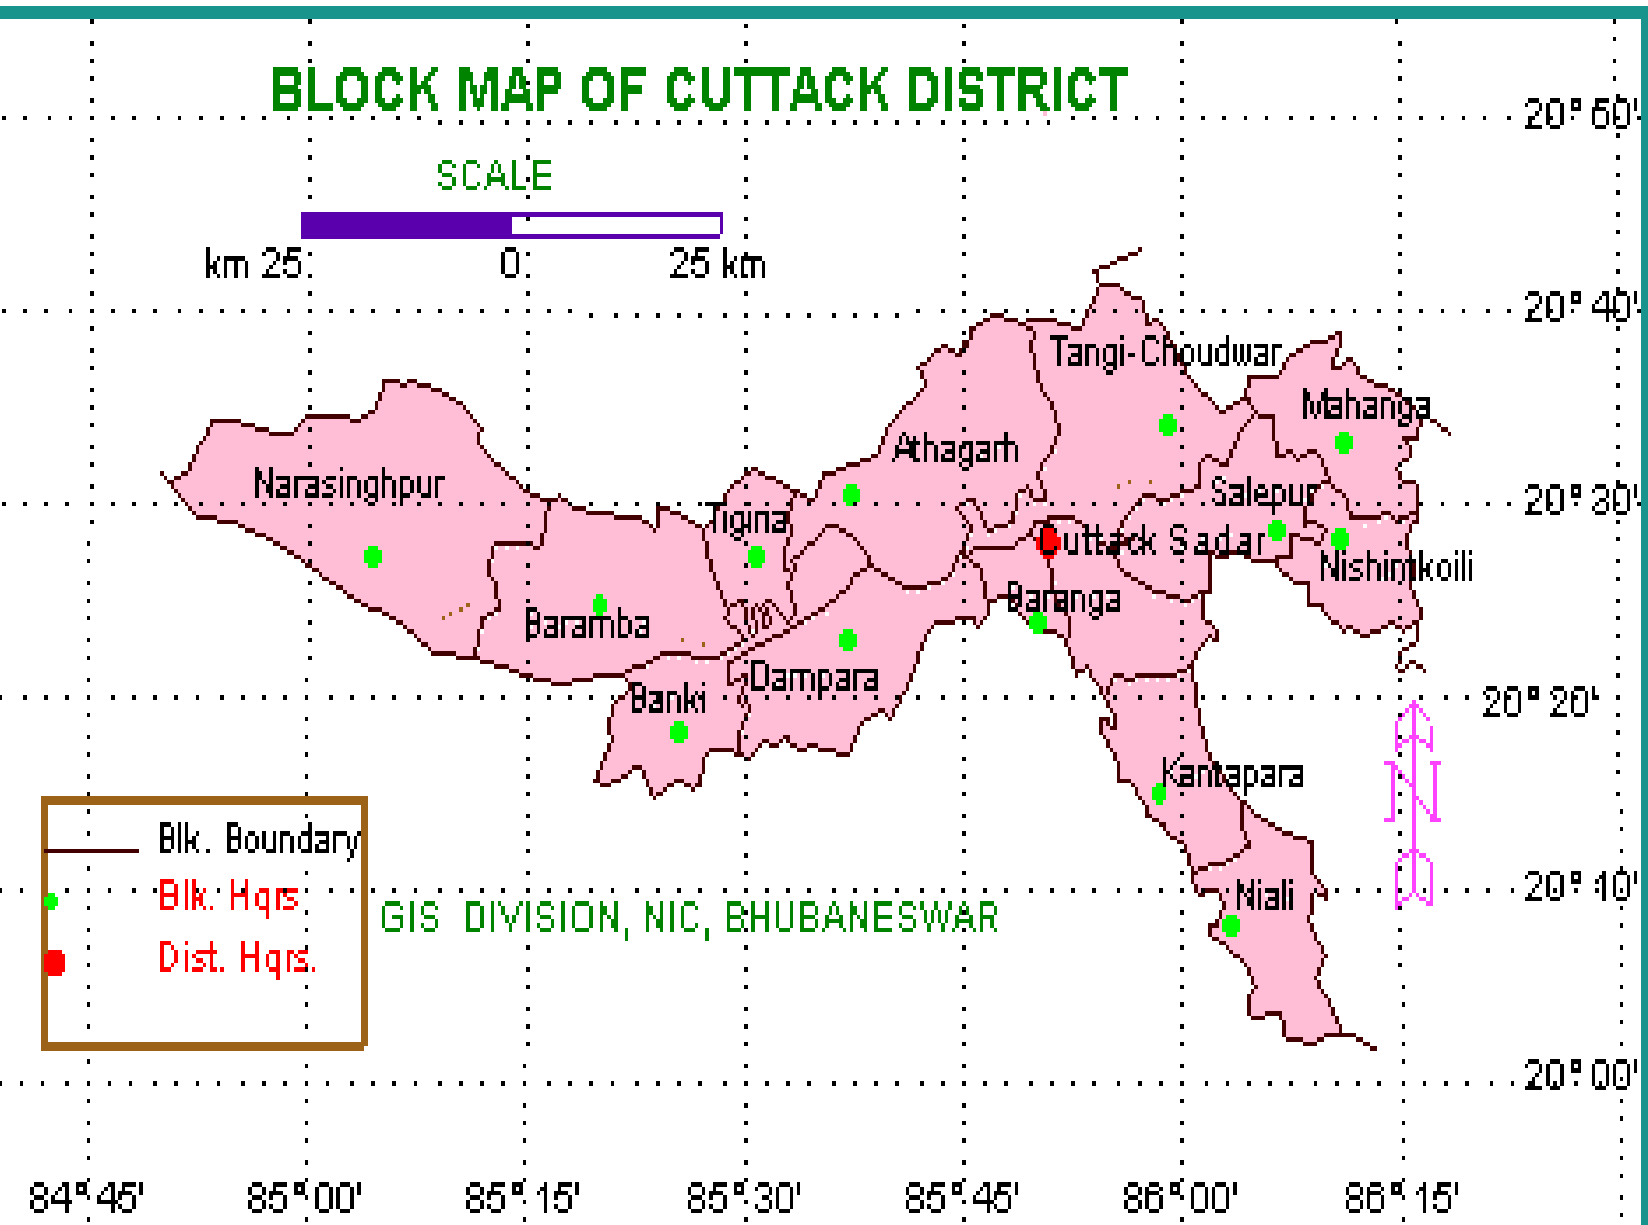 BLOCK MAP OF CUTTACK DISTRICT
20° 50'
SCALE
km 25 0 25 km
20° 40'
Tangi-Choudwar
Mahanga
Athagarh
Narasinghpur
Salepur
20° 30'
Tigina
Cuttack Sadar
Nishintkoili
Baranga
Baramba
Dampara
Banki
20° 20'
Kantapara
N
Blk. Boundary
Blk. Hqrs
Dist. Hqrs.
20° 10'
Niali
GIS DIVISION, NIC, BHUBANESWAR
20° 00'
84° 45' 85° 00' 85° 15' 85° 30' 85° 45' 86° 00' 86° 15'